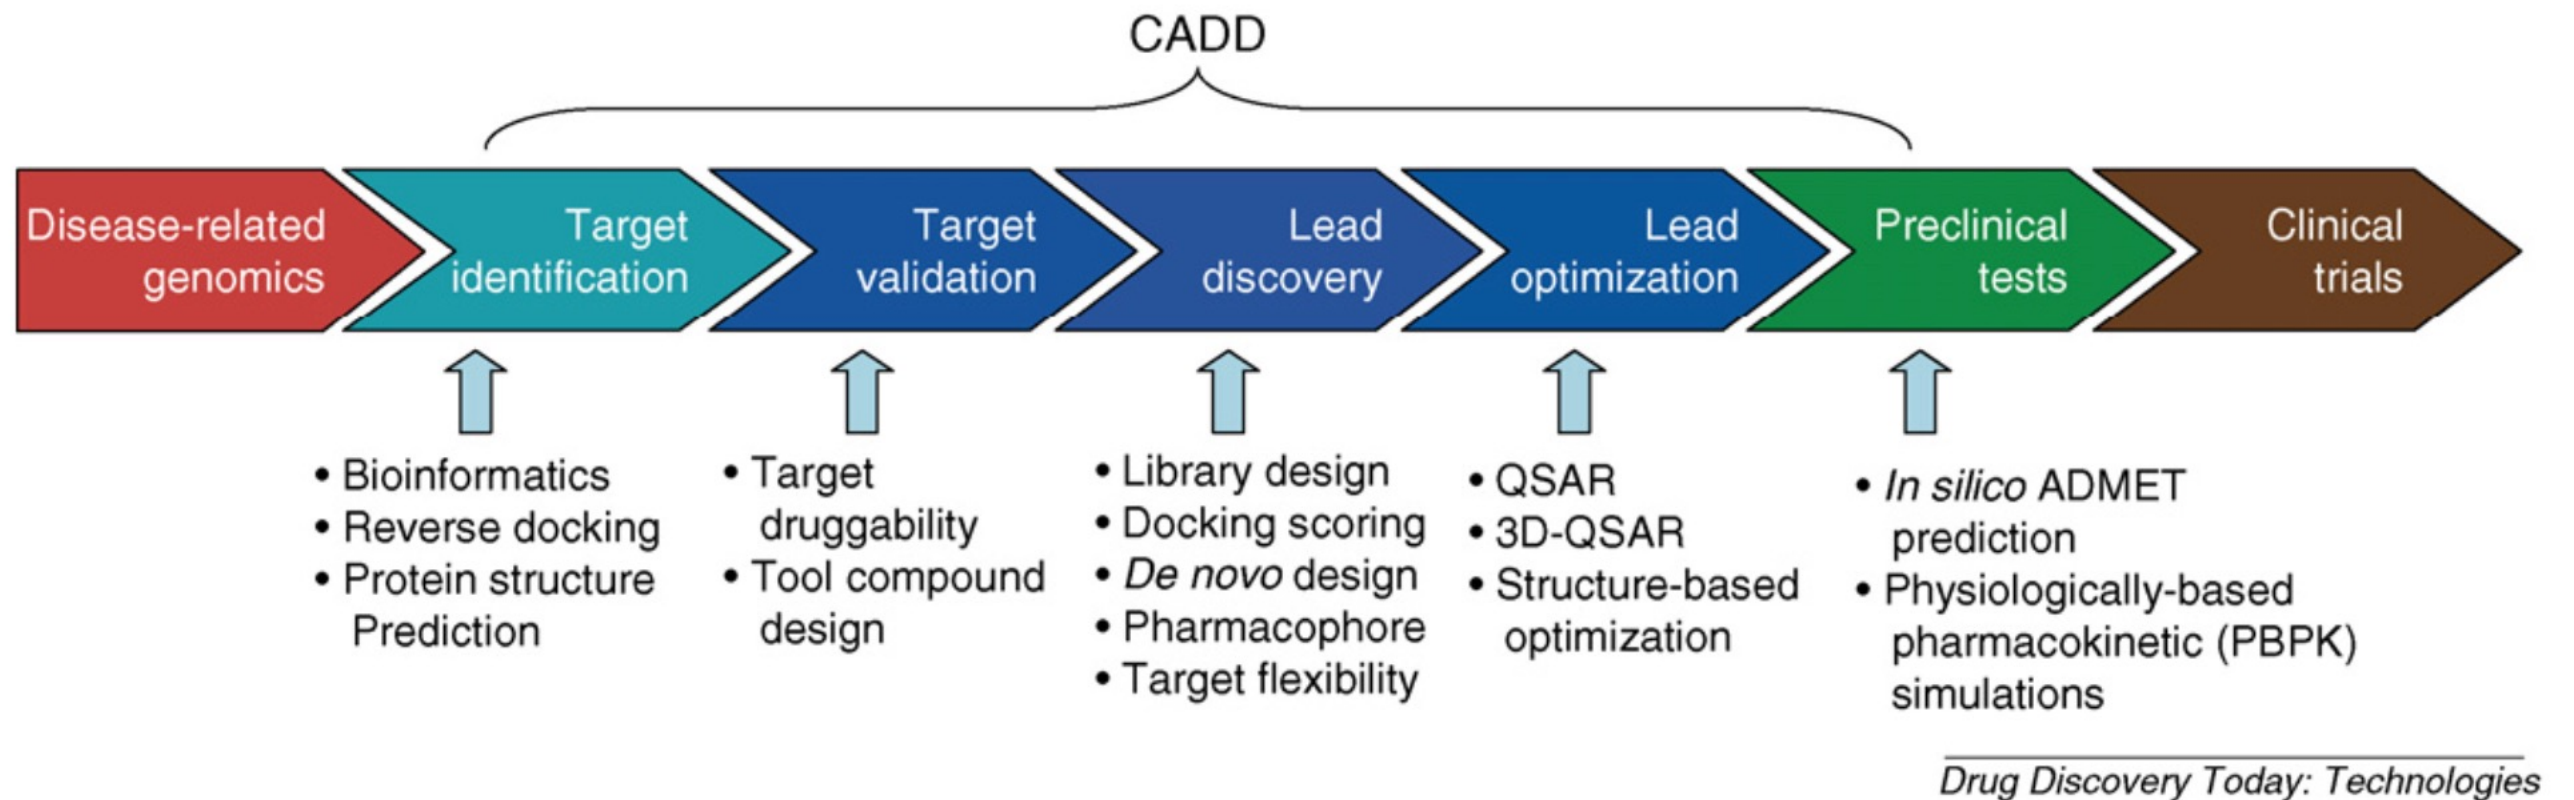 CADD
Disease-related
genomics
Target
identification
Target
validation
Lead
discovery
Lead
optimization
Preclinical
tests
Clinical
trials
• Bioinformatics
• Reverse docking
• Protein structure
Prediction
• Target
druggability
• Tool compound
design
• Library design
• Docking scoring
• De novo design
• Pharmacophore
• Target flexibility
• QSAR
• 3D-QSAR
• Structure-based
optimization
• In silico ADMET
prediction
• Physiologically-based
pharmacokinetic (PBPK)
simulations
Drug Discovery Today: Technologies